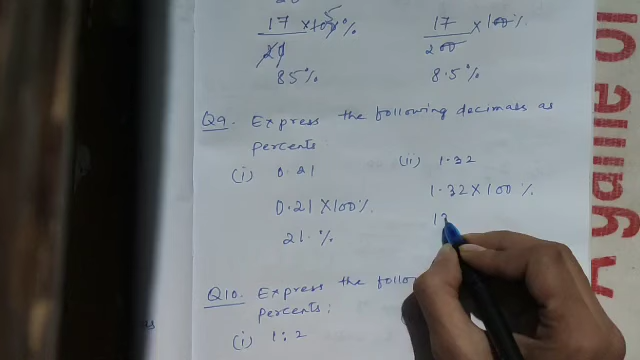 17/20 × 100%   17/200 × 100%
85%   8.5%
Q9. Express the following decimals as
percents:
(i) 0.21   (ii) 1.32
0.21 × 100%   1.32 × 100%
21.%   13
Q10. Express the follo
percents;
(i) 1:2